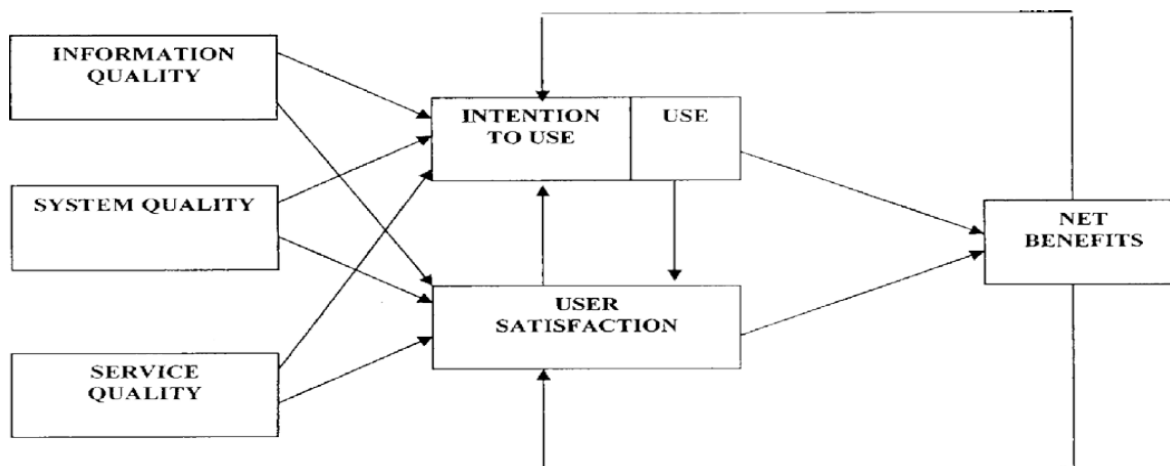 INFORMATION
QUALITY
INTENTION
TO USE
USE
SYSTEM QUALITY
NET
BENEFITS
USER
SATISFACTION
SERVICE
QUALITY